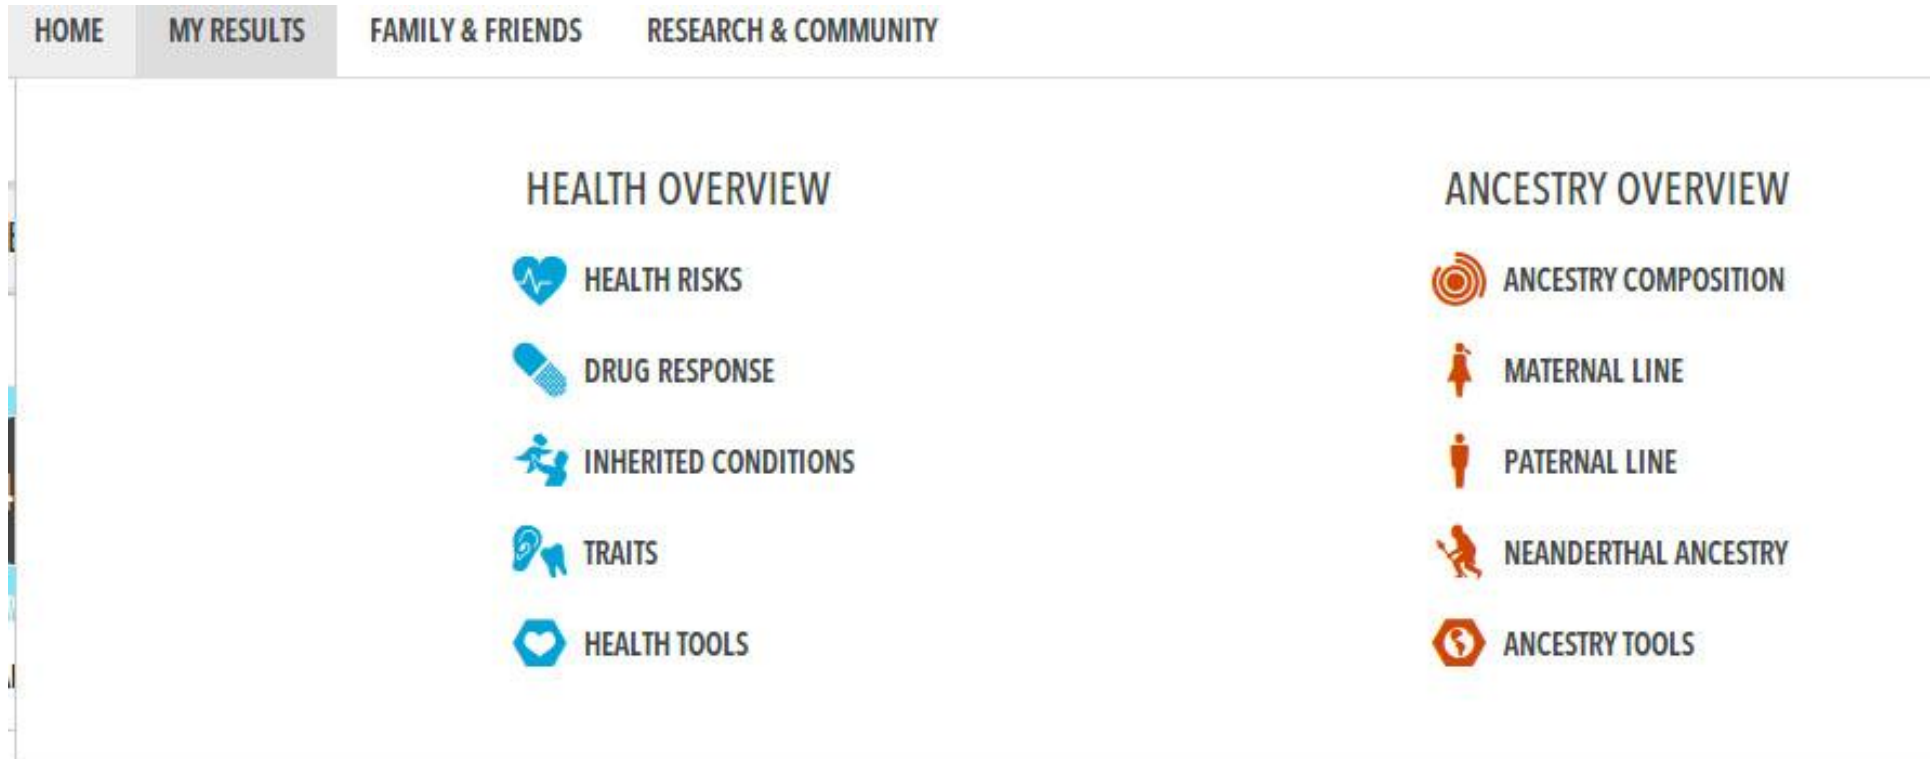 HOME MY RESULTS FAMILY & FRIENDS RESEARCH & COMMUNITY
HEALTH OVERVIEW
HEALTH RISKS
DRUG RESPONSE
INHERITED CONDITIONS
TRAITS
HEALTH TOOLS
ANCESTRY OVERVIEW
ANCESTRY COMPOSITION
MATERNAL LINE
PATERNAL LINE
NEANDERTHAL ANCESTRY
ANCESTRY TOOLS